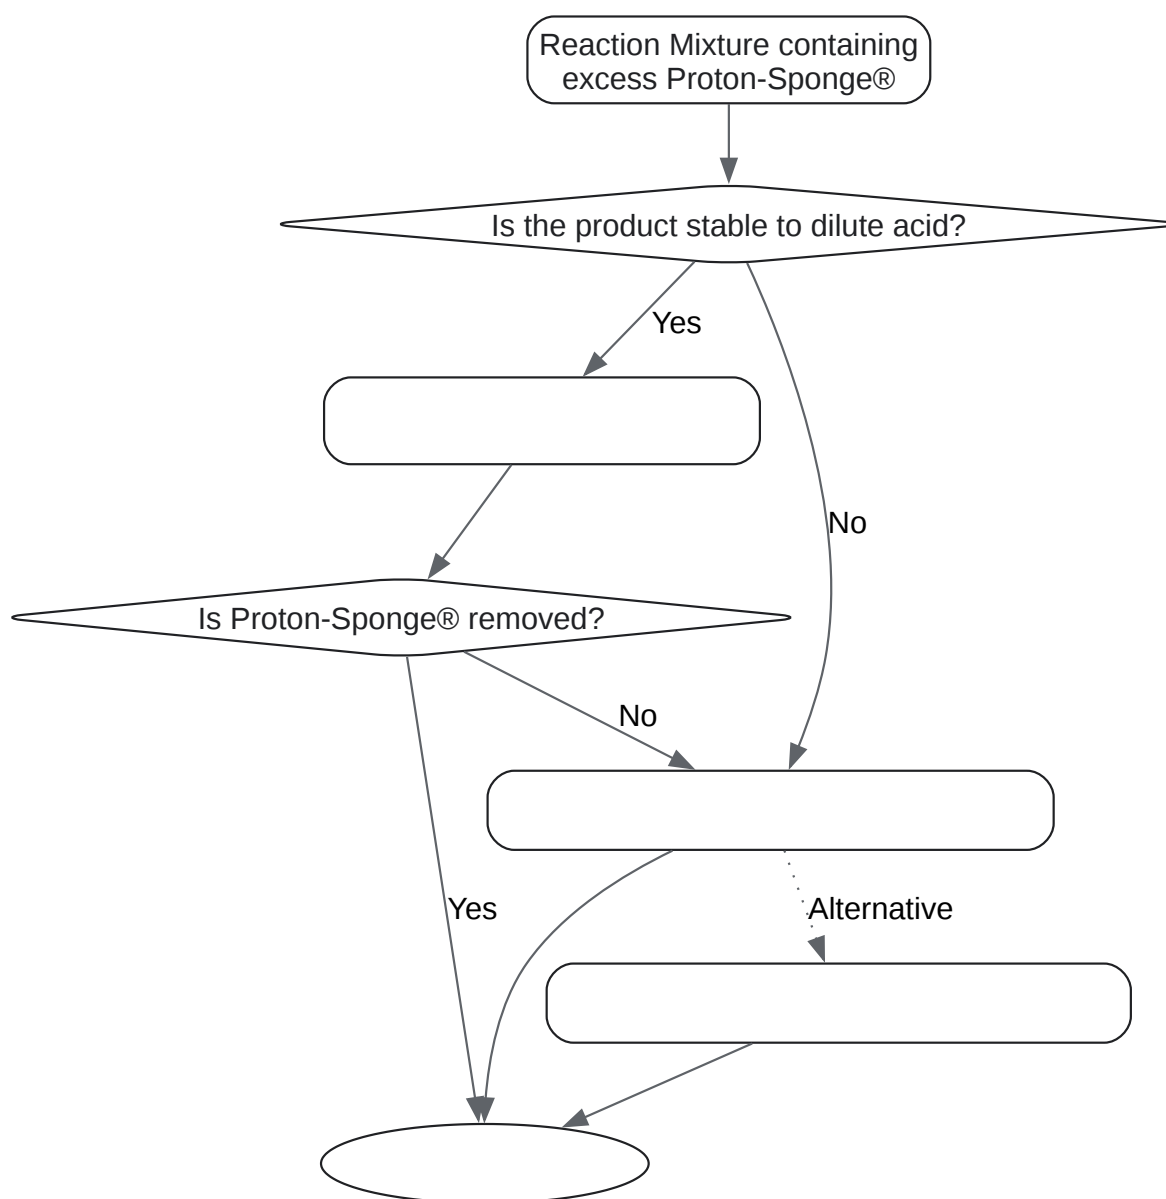 Reaction Mixture containing
excess Proton-Sponge®
Is the product stable to dilute acid?
Yes
No
Is Proton-Sponge® removed?
No
Yes
Alternative